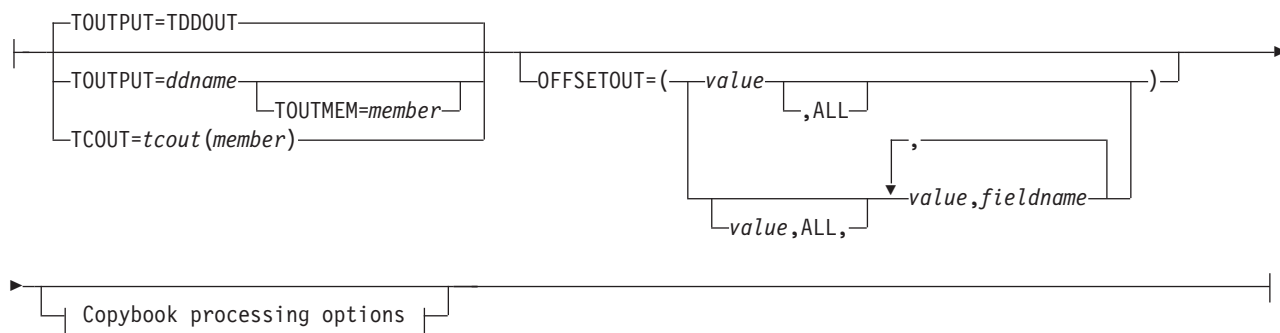 TOUTPUT=TDDOUT
TOUTPUT=ddname
TOUTMEM=member
TCOUT=tcout(member)
OFFSETOUT=(
value
,ALL
)
value,ALL,
,
value,fieldname
Copybook processing options